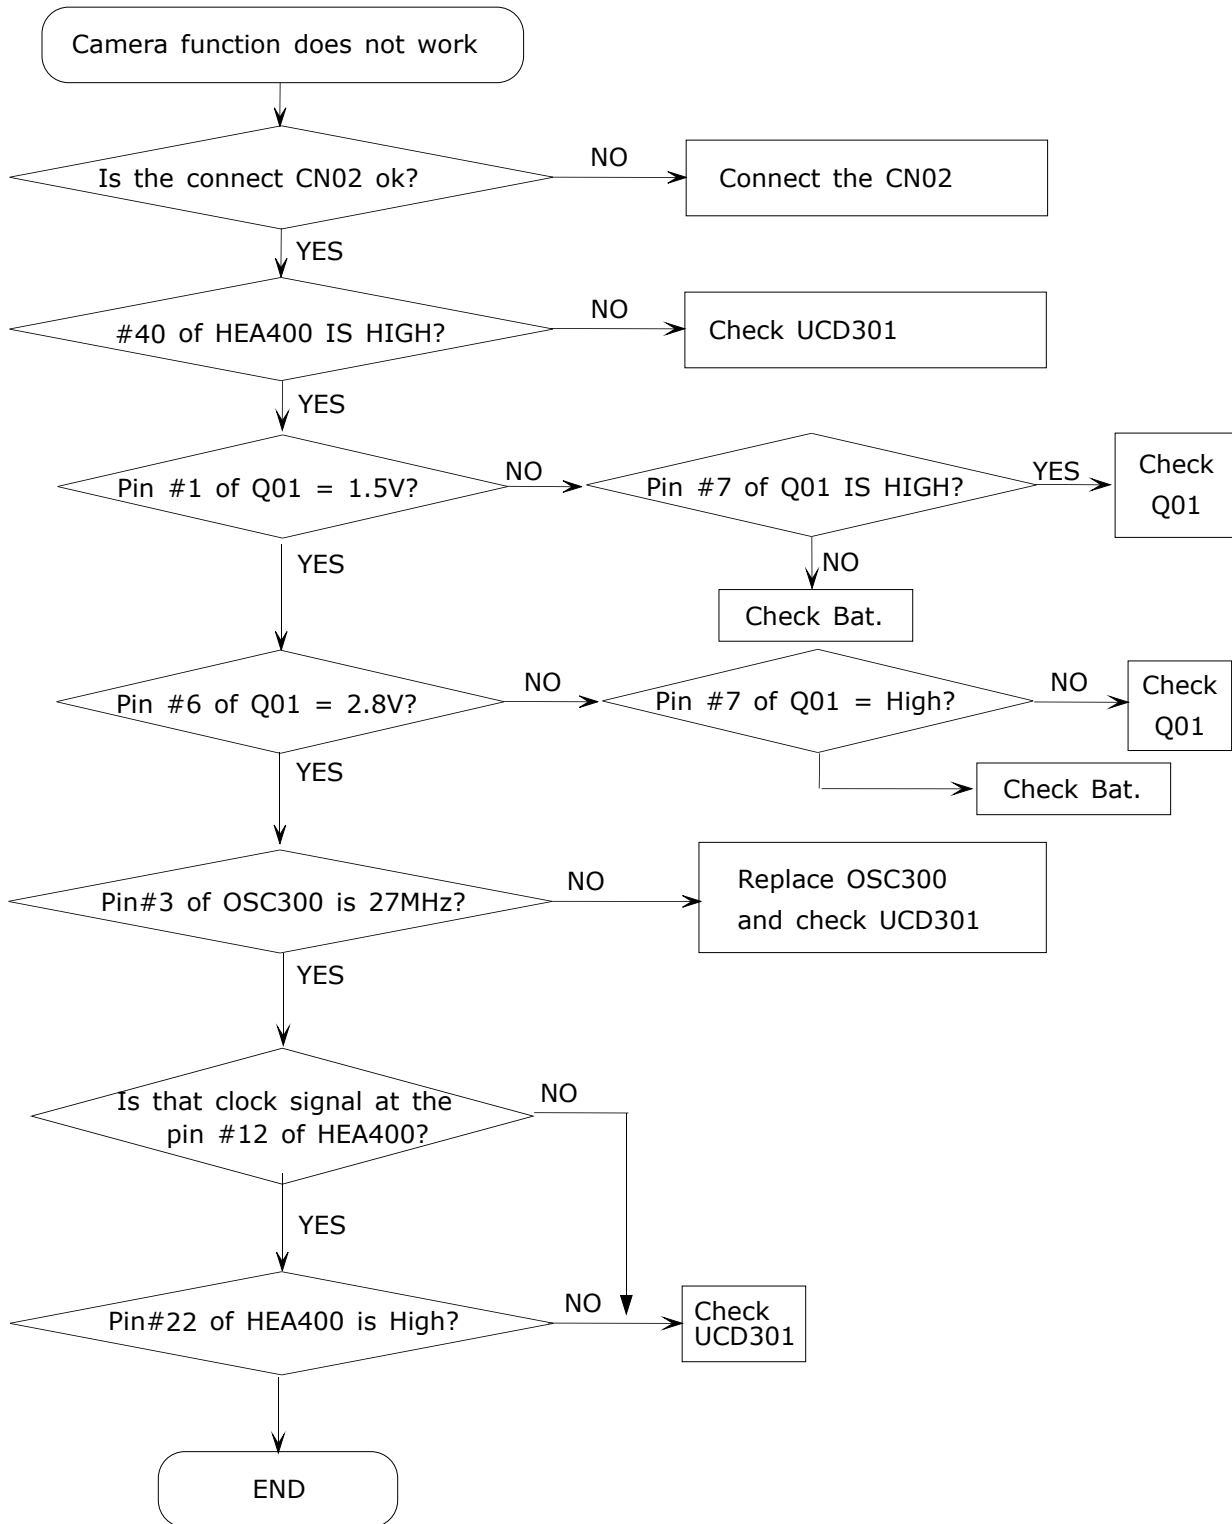 Camera function does not work
Is the connect CN02 ok?
NO
Connect the CN02
YES
#40 of HEA400 IS HIGH?
NO
Check UCD301
YES
Pin #1 of Q01 = 1.5V?
NO
Pin #7 of Q01 IS HIGH?
YES
Check
Q01
YES
NO
Check Bat.
Pin #6 of Q01 = 2.8V?
NO
Pin #7 of Q01 = High?
NO
Check
Q01
YES
Check Bat.
Pin#3 of OSC300 is 27MHz?
NO
Replace OSC300
and check UCD301
YES
Is that clock signal at the
pin #12 of HEA400?
NO
YES
Pin#22 of HEA400 is High?
NO
Check
UCD301
END